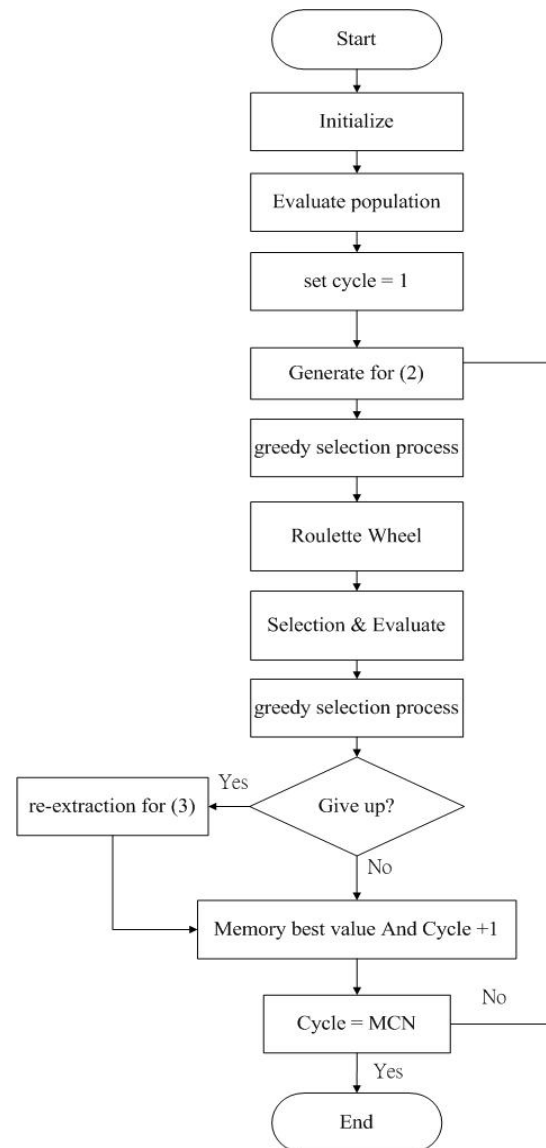 Start
Initialize
Evaluate population
set cycle = 1
Generate for (2)
greedy selection process
Roulette Wheel
Selection & Evaluate
greedy selection process
Yes
re-extraction for (3)
Give up?
No
Memory best value And Cycle +1
No
Cycle = MCN
Yes
End